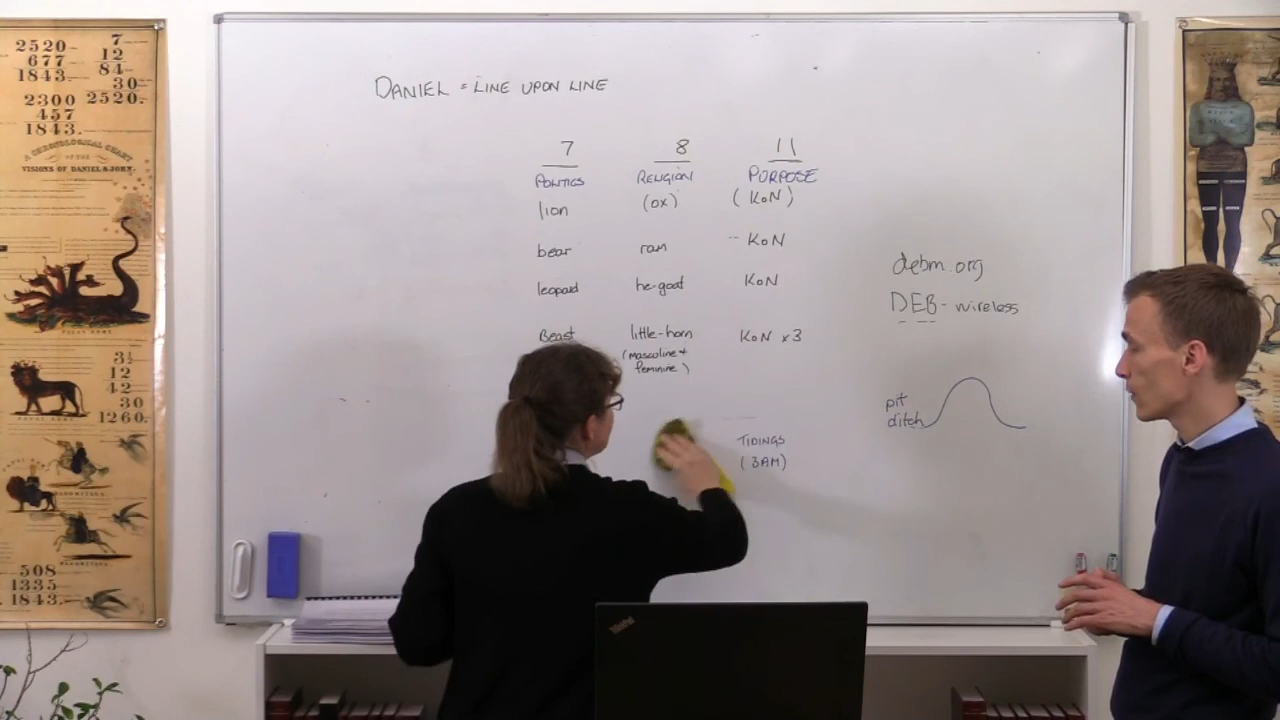 2520
677
1843.
7
12
84
30
2520.
2300
457
1843.
A CHRONOLOGICAL CHART
OF THE
VISIONS OF DANIEL & JOHN.
3½
12
42
30
1260.
508
1335
1843.
DANIEL = LINE UPON LINE
7 8 11
POLITICS RELIGION PURPOSE
lion (ox) (KoN)
bear ram -- KoN
leopard he-goat KoN
Beast little-horn KoN x3
(masculine +
feminine)
TIDINGS
(3AM)
debm.org
DEB - wireless
pit
ditch
ThinkPad